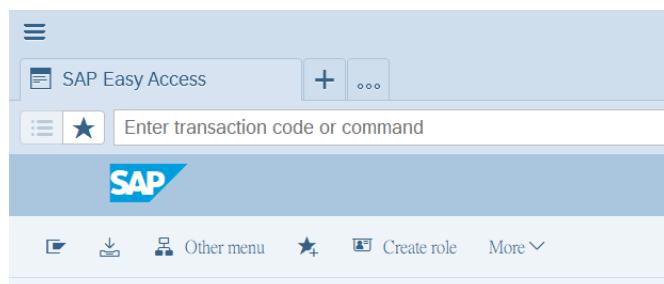 SAP Easy Access
Enter transaction code or command
SAP
Other menu Create role More